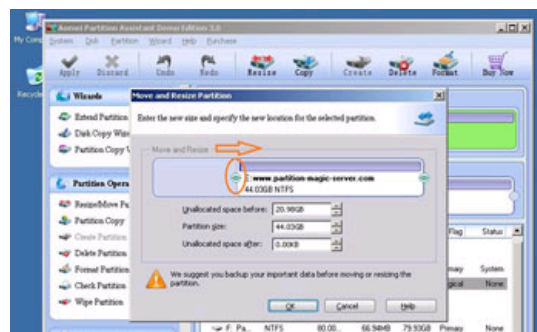 Aomei Partition Assistant Demo Edition 3.0
My Comp
System Disk Partition Wizard Help Purchase
Apply Discard Undo Redo Resize Copy Create Delete Format Buy Now
Recycle
Wizards
Move and Resize Partition
Extend Partition
Enter the new size and specify the new location for the selected partition.
Disk Copy Wiz
Partition Copy W
Move and Resize
www.partition-magic-server.com
44.03GB NTFS
Partition Opera
Resize/Move Pa
Unallocated space before: 20.98GB
Partition Copy
Partition size: 44.03GB
Create Partition
Unallocated space after: 0.00KB
Flag Status
Delete Partition
Format Partition
We suggest you backup your important data before moving or resizing the
mary System
Check Partition
partition.
gical None
Wipe Partition
OK Cancel Help
F: Pa... NTFS 80.00... 66.94MB 79.93GB Primary None